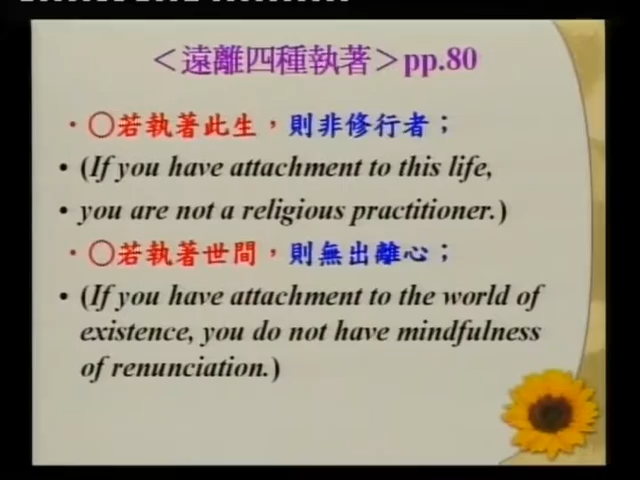 ＜遠離四種執著＞pp.80
•〇若執著此生，則非修行者；
• (If you have attachment to this life,
• you are not a religious practitioner.)
•〇若執著世間，則無出離心；
• (If you have attachment to the world of
existence, you do not have mindfulness
of renunciation.)